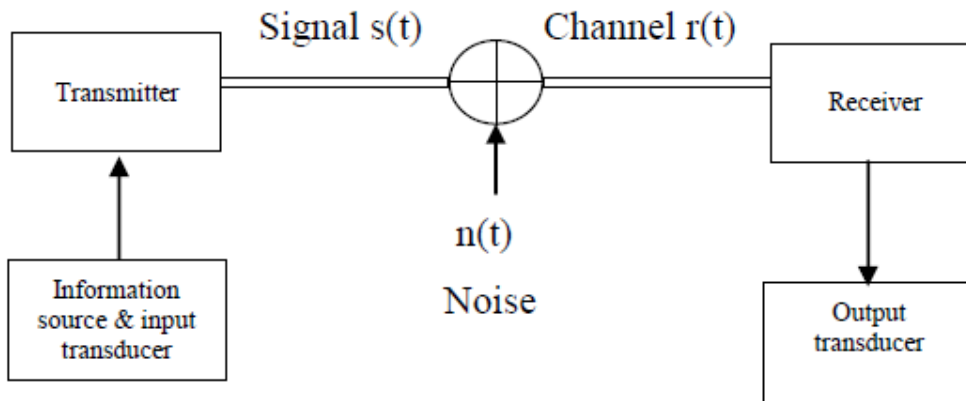 Signal s(t)
Channel r(t)
Transmitter
Receiver
n(t)
Noise
Information
source & input
transducer
Output
transducer